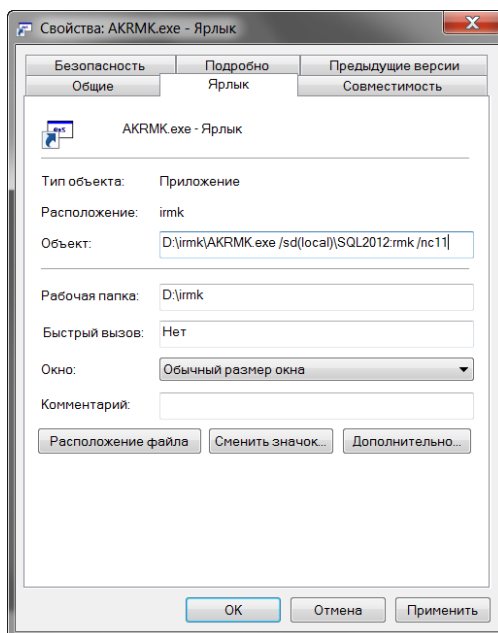 Свойства: AKRMK.exe - Ярлык
Безопасность Подробно Предыдущие версии
Общие Ярлык Совместимость
AKRMK.exe - Ярлык
Тип объекта: Приложение
Расположение: irmk
Объект: D:\irmk\AKRMK.exe /sd(local)\SQL2012:rmk /nc11
Рабочая папка: D:\irmk
Быстрый вызов: Нет
Окно: Обычный размер окна
Комментарий:
Расположение файла Сменить значок... Дополнительно...
ОК Отмена Применить